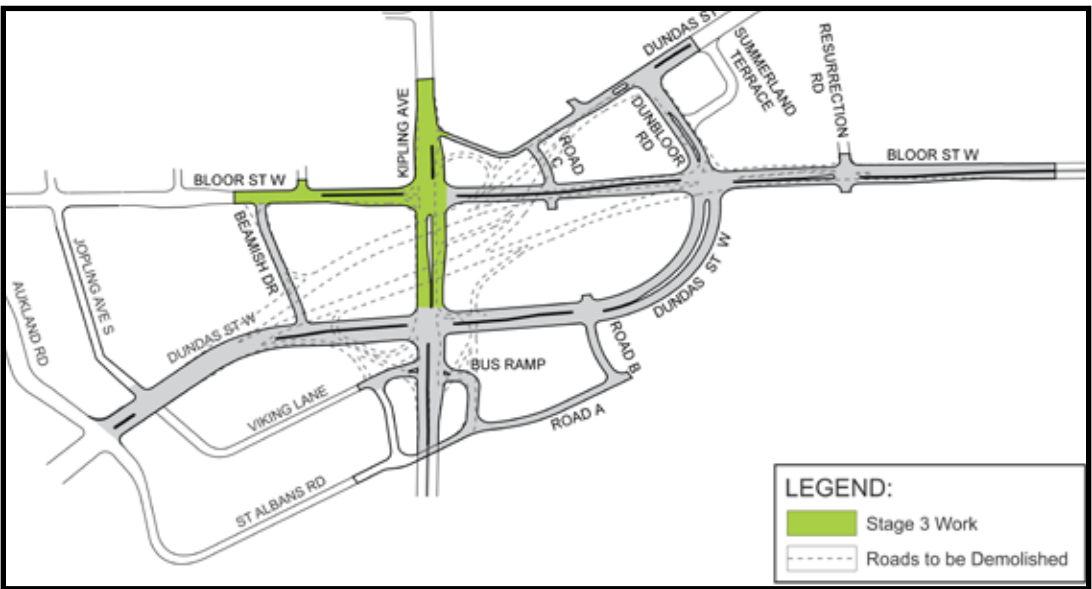 DUNDAS ST
SUMMERLAND
TERRACE
RESURRECTION
RD
KIPLING AVE
DUNBLOOR
RD
ROAD
C
BLOOR ST W
BLOOR ST W
BEAMISH DR
JOPLING AVE S
AUKLAND RD
DUNDAS ST W
DUNDAS ST W
ROAD B
BUS RAMP
VIKING LANE
ROAD A
ST ALBANS RD
LEGEND:
Stage 3 Work
Roads to be Demolished